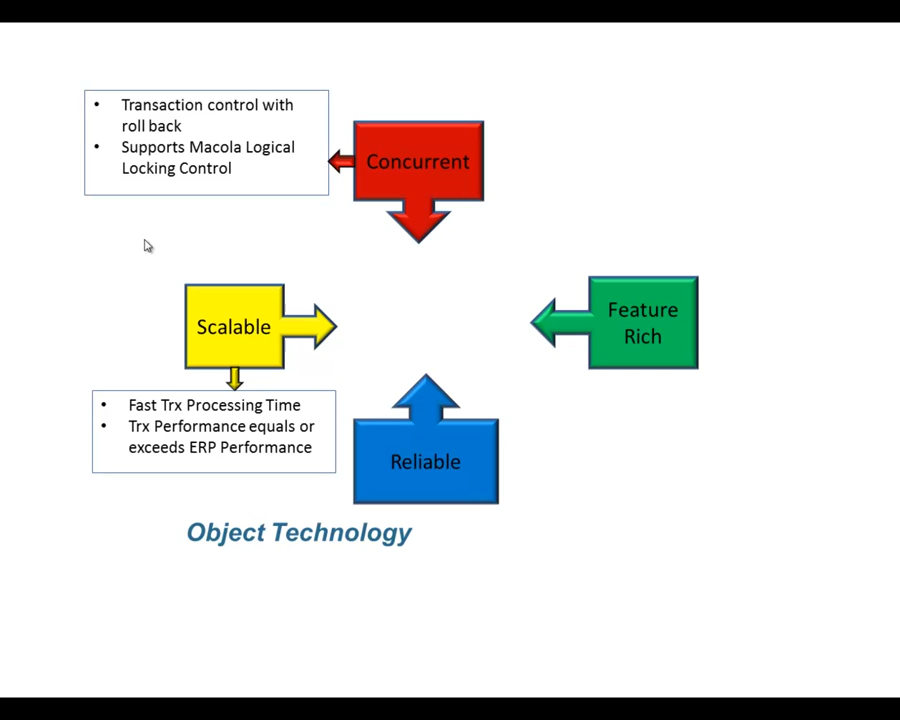 • Transaction control with
roll back
• Supports Macola Logical
Locking Control
Concurrent
Scalable
Feature
Rich
• Fast Trx Processing Time
• Trx Performance equals or
exceeds ERP Performance
Reliable
Object Technology